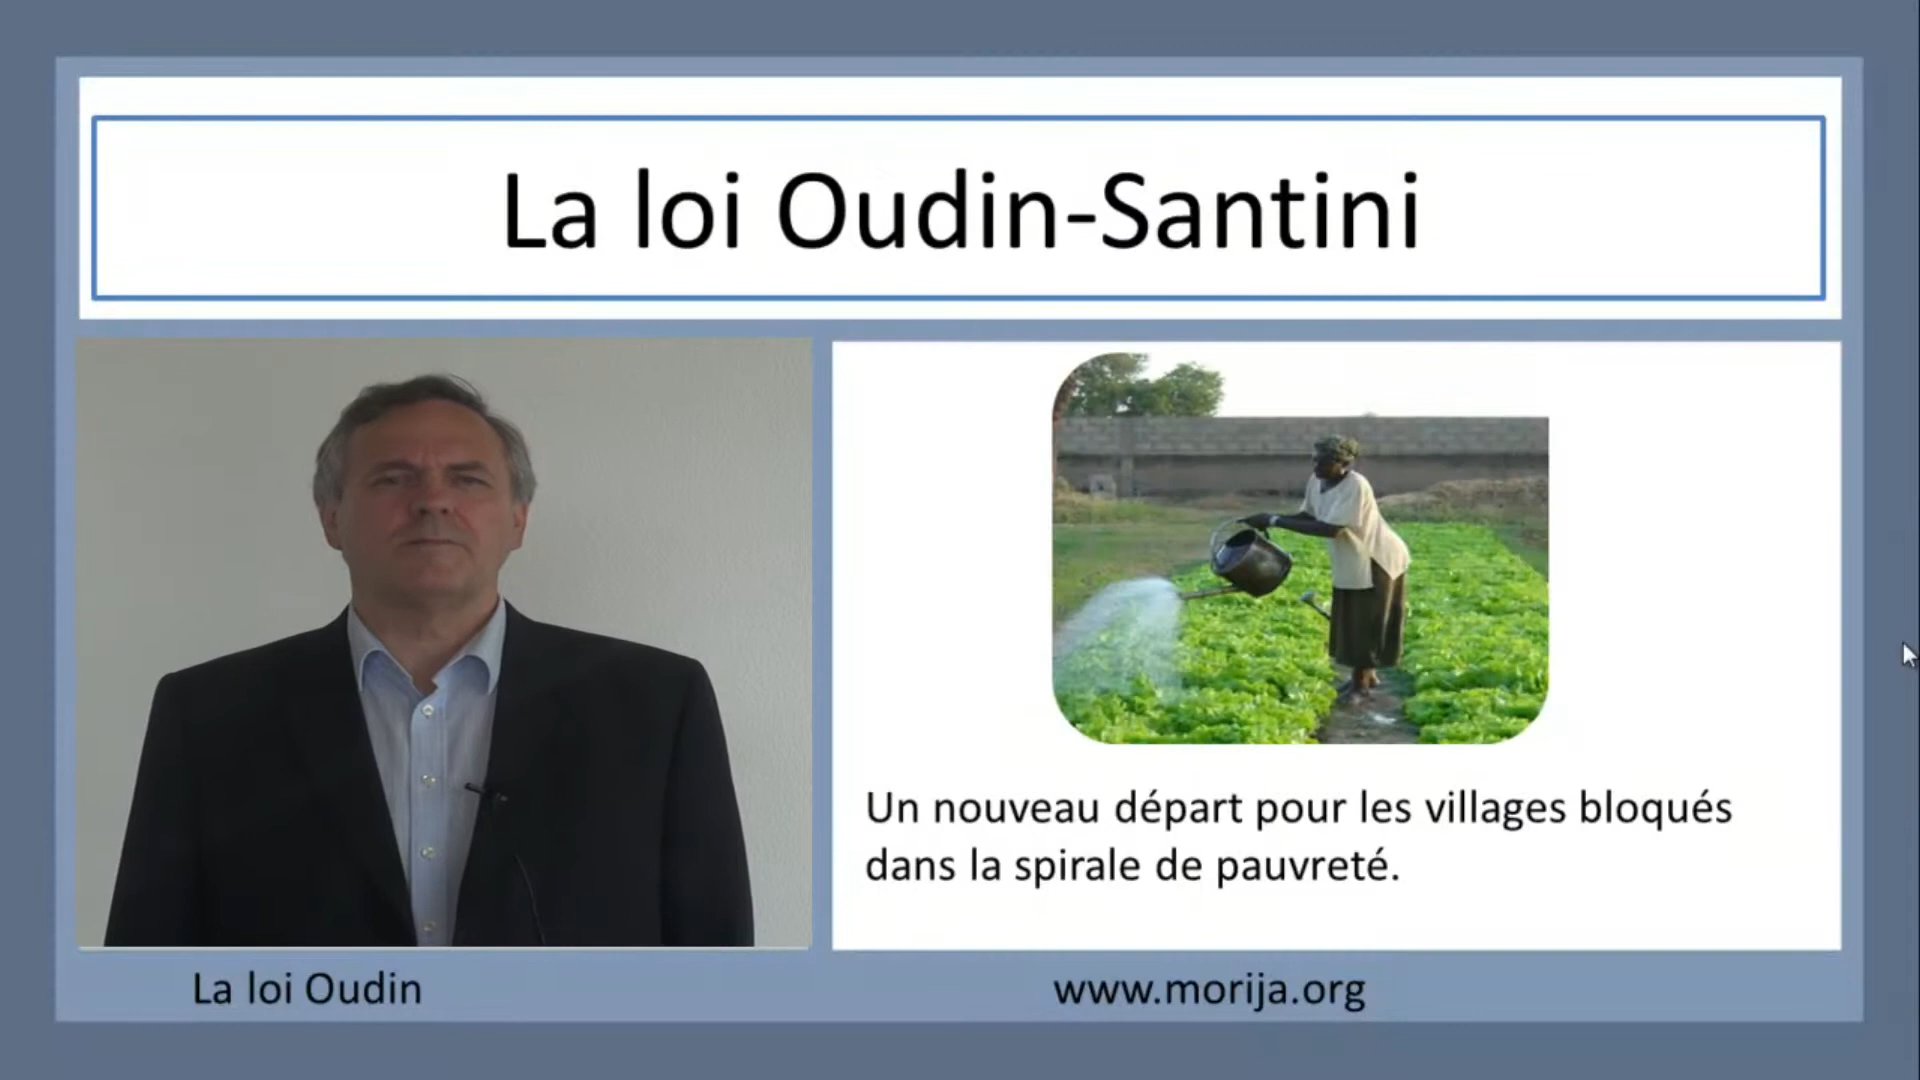 La loi Oudin-Santini
Un nouveau départ pour les villages bloqués
dans la spirale de pauvreté.
La loi Oudin
www.morija.org